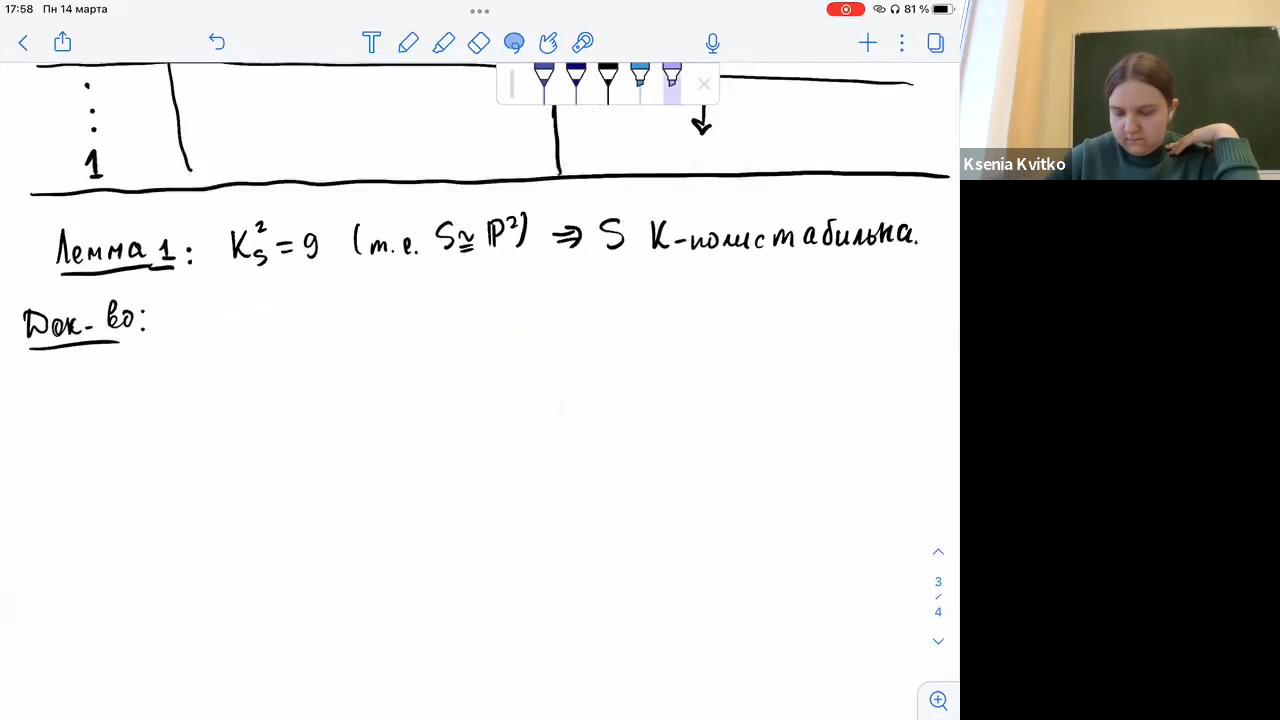 17:58 Пн 14 марта
81 %
Ksenia Kvitko
1
Лемма 1: K_S^2 = 9 (т.е. S ≅ ℙ^2) ⇒ S K-полистабильна.
Док-во:
3
4